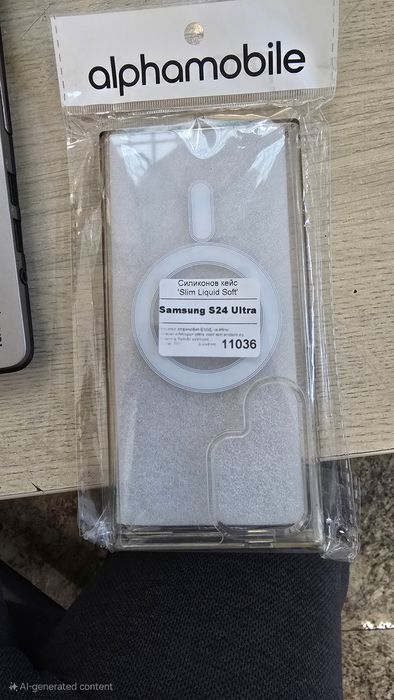 alphamobile
Силиконов кейс
'Slim Liquid Soft'
Samsung S24 Ultra
11036
AI-generated content